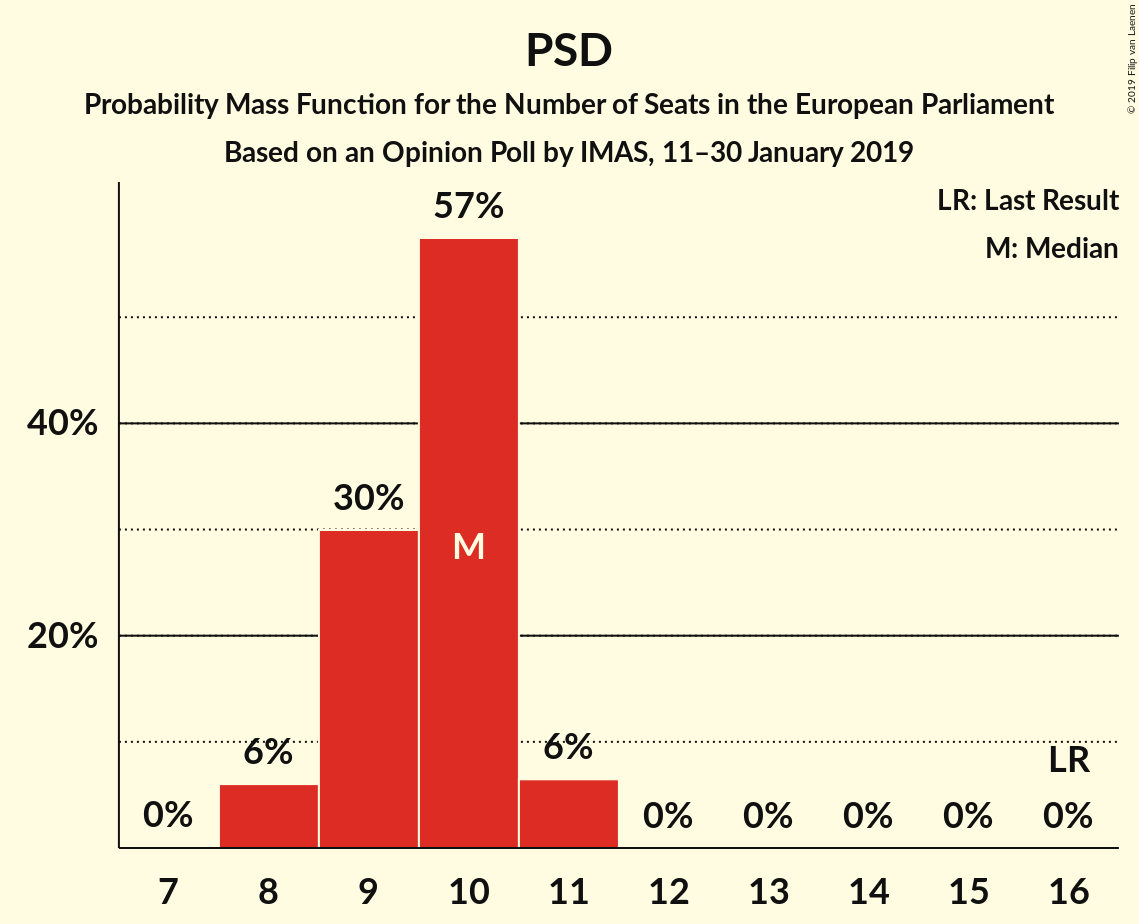 PSD
Probability Mass Function for the Number of Seats in the European Parliament
Based on an Opinion Poll by IMAS, 11–30 January 2019
© 2019 Filip van Laenen
LR: Last Result
M: Median
57%
40%
30%
M
20%
6%
6%
LR
0%
0%
0%
0%
0%
0%
7 8 9 10 11 12 13 14 15 16